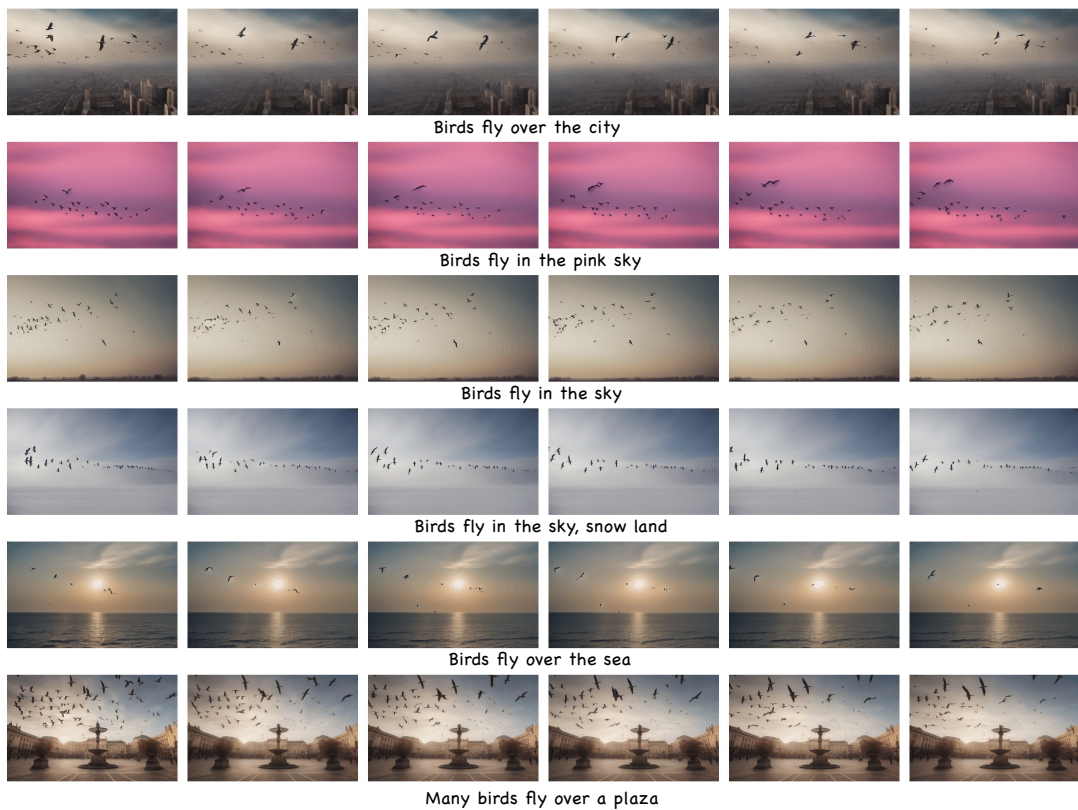 Birds fly over the city
Birds fly in the pink sky
Birds fly in the sky
Birds fly in the sky, snow land
Birds fly over the sea
Many birds fly over a plaza